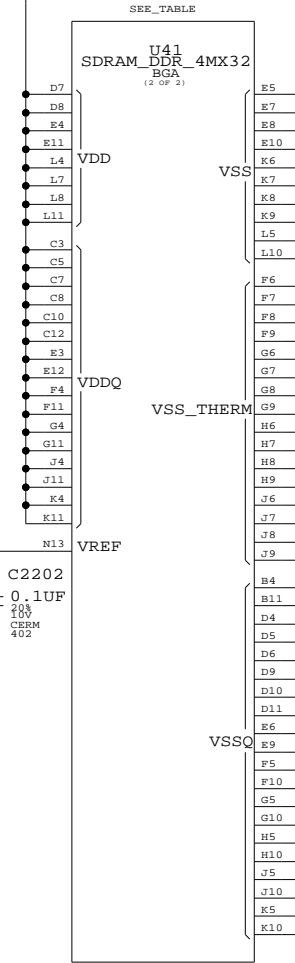 SEE_TABLE
U41
SDRAM_DDR_4MX32
BGA
(2 OF 2)
D7
D8
E4
E11
L4
L7
L8
L11
VDD
C3
C5
C7
C8
C10
C12
E3
E12
F4
F11
G4
G11
J4
J11
K4
K11
VDDQ
N13 VREF
C2202
0.1UF
20%
10V
CERM
402
E5
E7
E8
E10
K6
K7
K8
K9
L5
L10
VSS
F6
F7
F8
F9
G6
G7
G8
G9
H6
H7
H8
H9
J6
J7
J8
J9
VSS_THERM
B4
B11
D4
D5
D6
D9
D10
D11
E6
E9
F5
F10
G5
G10
H5
H10
J5
J10
K5
K10
VSSQ